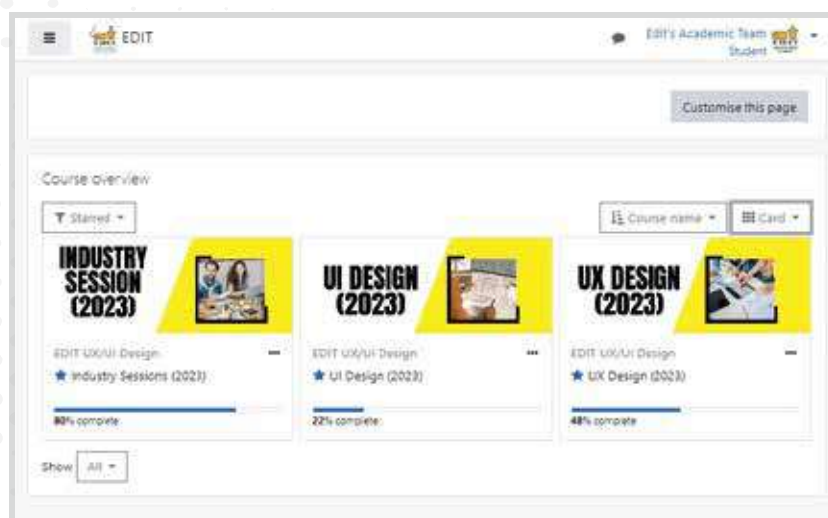 EDIT
Edit's Academic Team
Student
Customise this page
Course overview
Starred
Course name
Card
INDUSTRY
SESSION
(2023)
UI DESIGN
(2023)
UX DESIGN
(2023)
EDIT UX/UI Design
Industry Sessions (2023)
80% complete
EDIT UX/UI Design
UI Design (2023)
22% complete
EDIT UX/UI Design
UX Design (2023)
48% complete
Show All